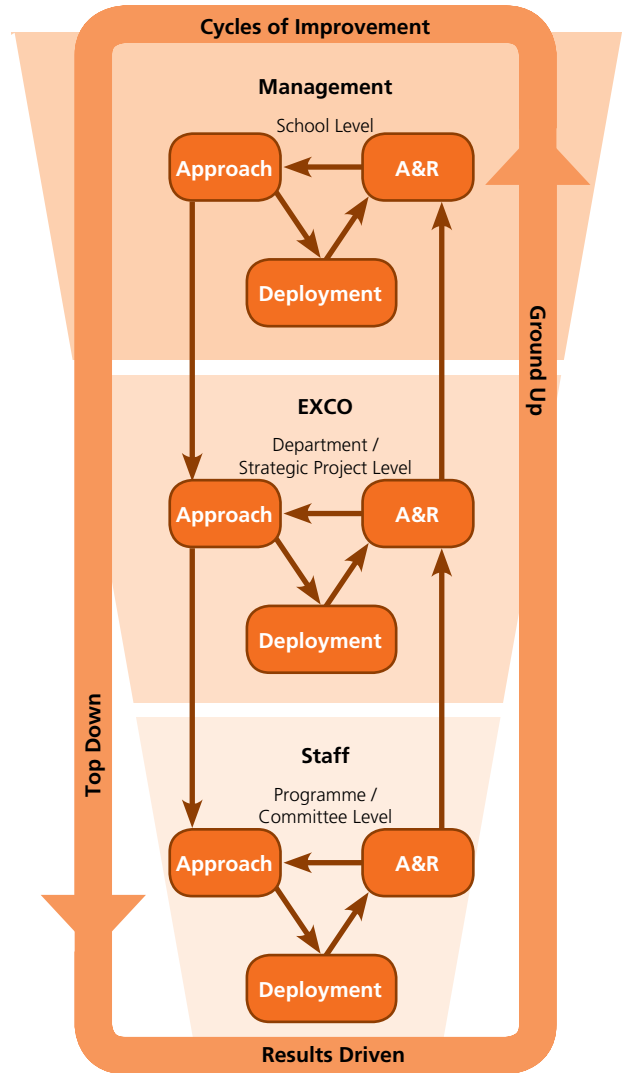 Cycles of Improvement
Management
School Level
Approach
A&R
Deployment
Ground Up
EXCO
Department /
Strategic Project Level
Approach
A&R
Deployment
Top Down
Staff
Programme /
Committee Level
Approach
A&R
Deployment
Results Driven